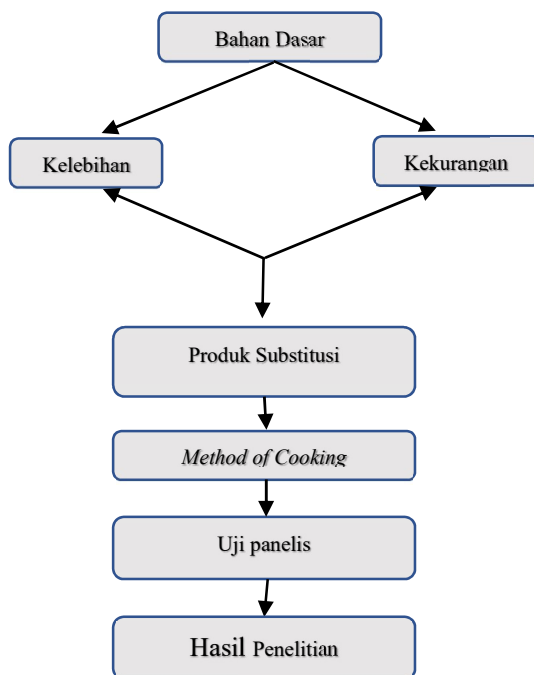 Bahan Dasar
Kelebihan
Kekurangan
Produk Substitusi
Method of Cooking
Uji panelis
Hasil Penelitian